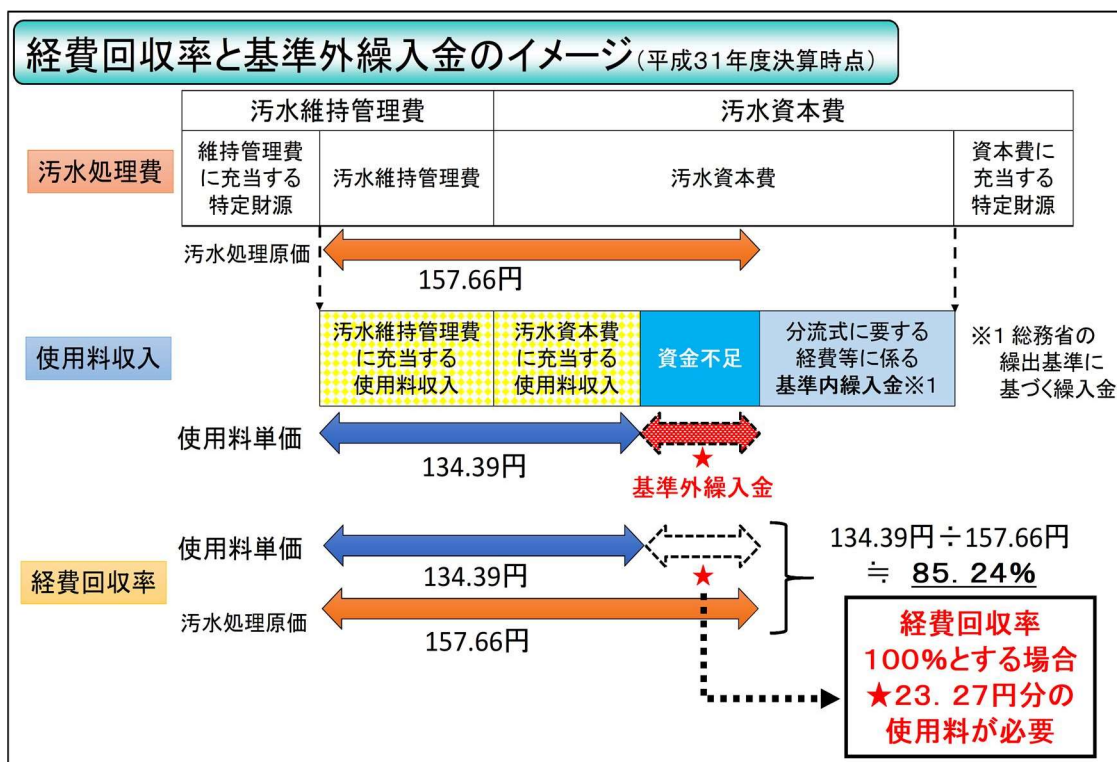 経費回収率と基準外繰入金のイメージ(平成31年度決算時点)
汚水維持管理費
汚水資本費
汚水処理費
維持管理費
に充当する
特定財源
汚水維持管理費
汚水資本費
資本費に
充当する
特定財源
汚水処理原価
157.66円
使用料収入
汚水維持管理費
に充当する
使用料収入
汚水資本費
に充当する
使用料収入
資金不足
分流式に要する
経費等に係る
基準内繰入金※1
※1 総務省の
繰出基準に
基づく繰入金
使用料単価
134.39円
★
基準外繰入金
経費回収率
使用料単価
134.39円
★
汚水処理原価
157.66円
134.39円÷157.66円
≒ 85.24%
経費回収率
100%とする場合
★23.27円分の
使用料が必要